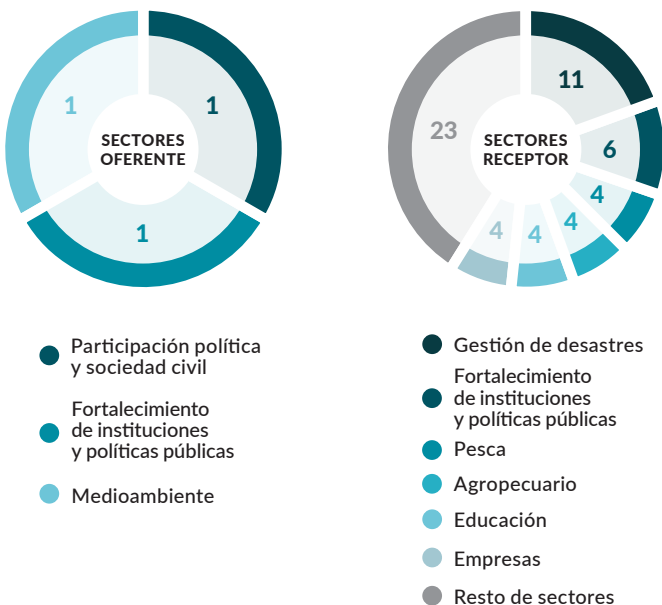 1
1
SECTORES
OFERENTE
1
Participación política
y sociedad civil
Fortalecimiento
de instituciones
y políticas públicas
Medioambiente
11
23
SECTORES
RECEPTOR
6
4
4
4
4
Gestión de desastres
Fortalecimiento
de instituciones
y políticas públicas
Pesca
Agropecuario
Educación
Empresas
Resto de sectores